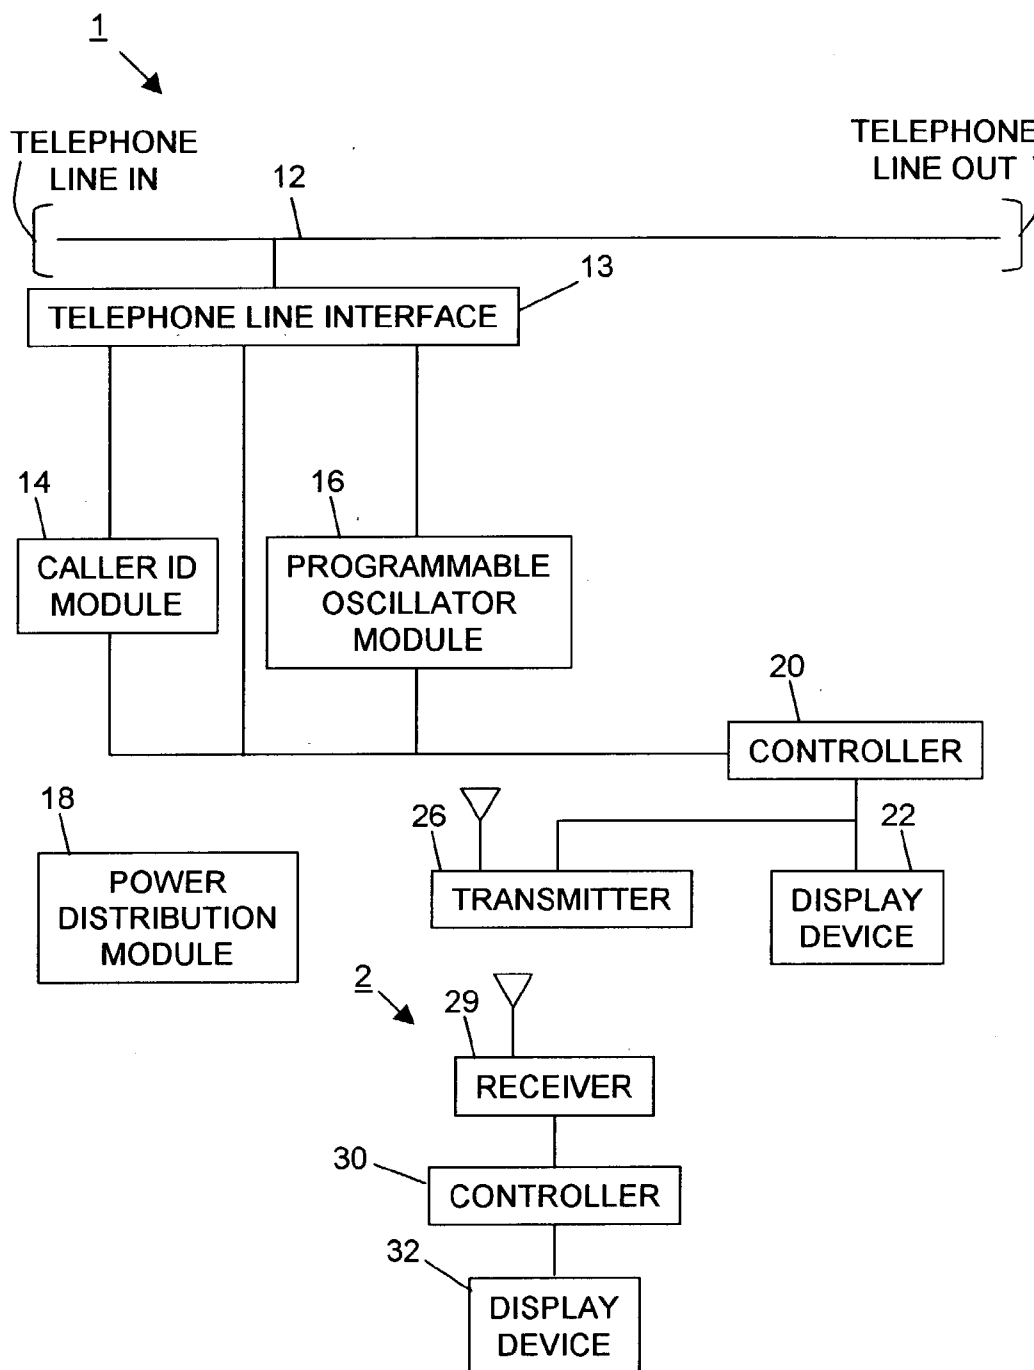 1
TELEPHONE
LINE IN
TELEPHONE
LINE OUT
12
13
TELEPHONE LINE INTERFACE
14
16
CALLER ID
MODULE
PROGRAMMABLE
OSCILLATOR
MODULE
20
CONTROLLER
18
26
22
POWER
DISTRIBUTION
MODULE
TRANSMITTER
DISPLAY
DEVICE
2
29
RECEIVER
30
CONTROLLER
32
DISPLAY
DEVICE